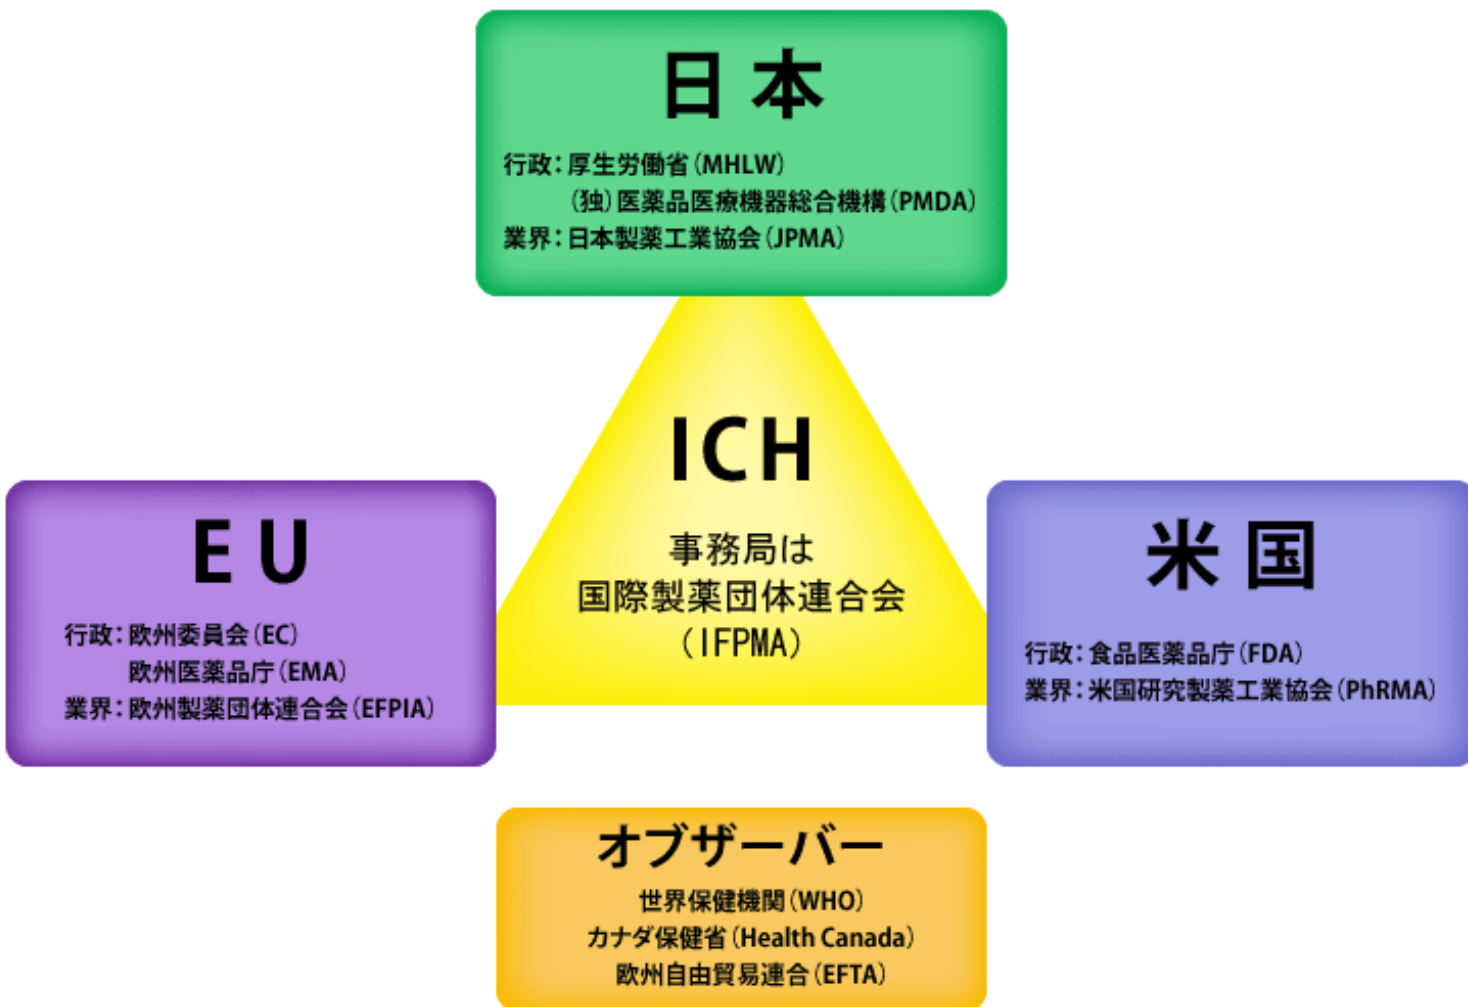 日本
行政：厚生労働省（MHLW）
（独）医薬品医療機器総合機構（PMDA）
業界：日本製薬工業協会（JPMA）
ICH
事務局は
国際製薬団体連合会
（IFPMA）
EU
行政：欧州委員会（EC）
欧州医薬品庁（EMA）
業界：欧州製薬団体連合会（EFPIA）
米国
行政：食品医薬品庁（FDA）
業界：米国研究製薬工業協会（PhRMA）
オブザーバー
世界保健機関（WHO）
カナダ保健省（Health Canada）
欧州自由貿易連合（EFTA）